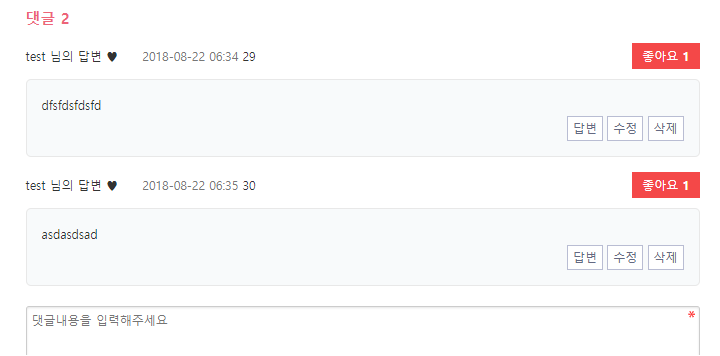 댓글 2
test 님의 답변 ♥ 2018-08-22 06:34 29 좋아요 1
dfsfdsfdsfd
답변 수정 삭제
test 님의 답변 ♥ 2018-08-22 06:35 30 좋아요 1
asdasdsad
답변 수정 삭제
댓글내용을 입력해주세요 *